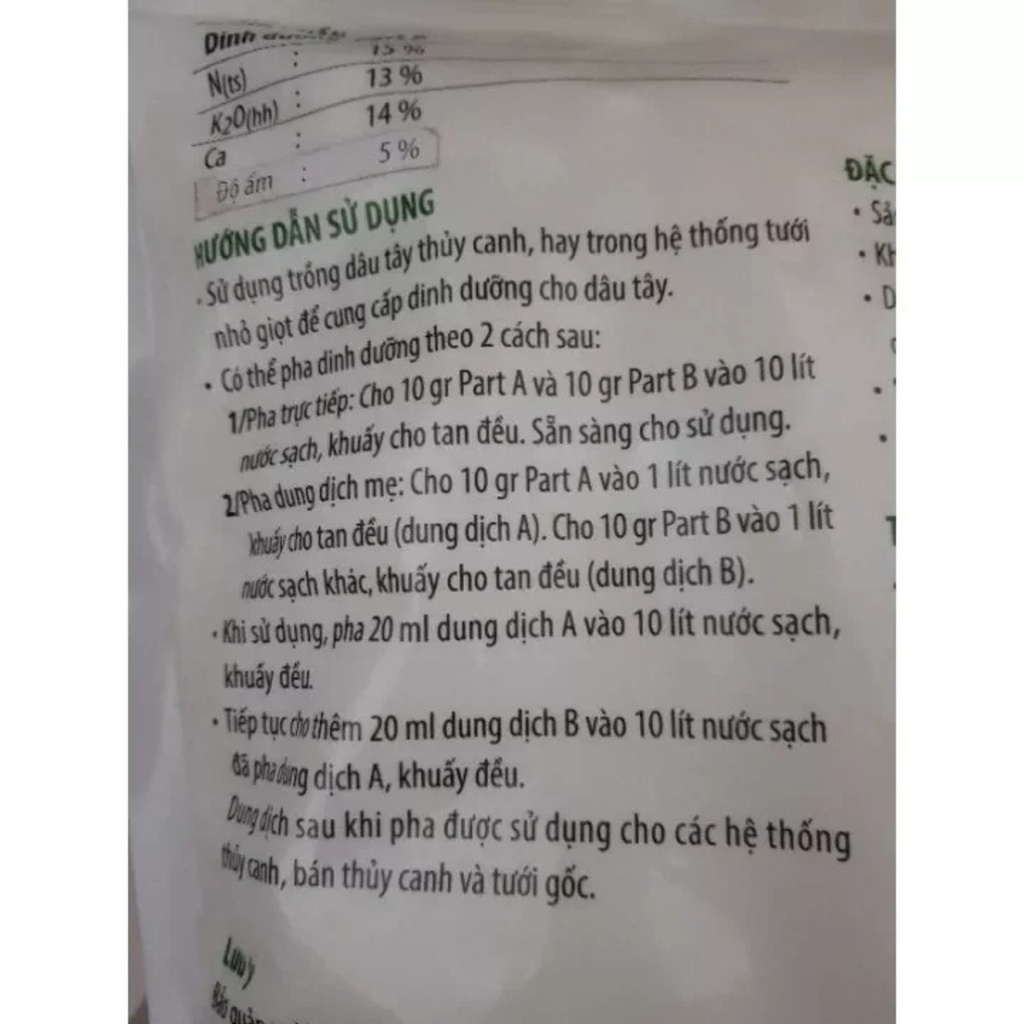 Dinh dưỡng
15 %
N(ts) : 13 %
K2O(hh) : 14 %
Ca :
Độ ẩm : 5 %
HƯỚNG DẪN SỬ DỤNG
• Sử dụng trồng dâu tây thủy canh, hay trong hệ thống tưới
nhỏ giọt để cung cấp dinh dưỡng cho dâu tây.
• Có thể pha dinh dưỡng theo 2 cách sau:
1/Pha trực tiếp: Cho 10 gr Part A và 10 gr Part B vào 10 lít
nước sạch, khuấy cho tan đều. Sẵn sàng cho sử dụng.
2/Pha dung dịch mẹ: Cho 10 gr Part A vào 1 lít nước sạch,
khuấy cho tan đều (dung dịch A). Cho 10 gr Part B vào 1 lít
nước sạch khác, khuấy cho tan đều (dung dịch B).
• Khi sử dụng, pha 20 ml dung dịch A vào 10 lít nước sạch,
khuấy đều.
• Tiếp tục cho thêm 20 ml dung dịch B vào 10 lít nước sạch
đã pha dung dịch A, khuấy đều.
Dung dịch sau khi pha được sử dụng cho các hệ thống
thủy canh, bán thủy canh và tưới gốc.
Lưu ý
Bảo quản
ĐẶC
• Sả
• Kh
• D